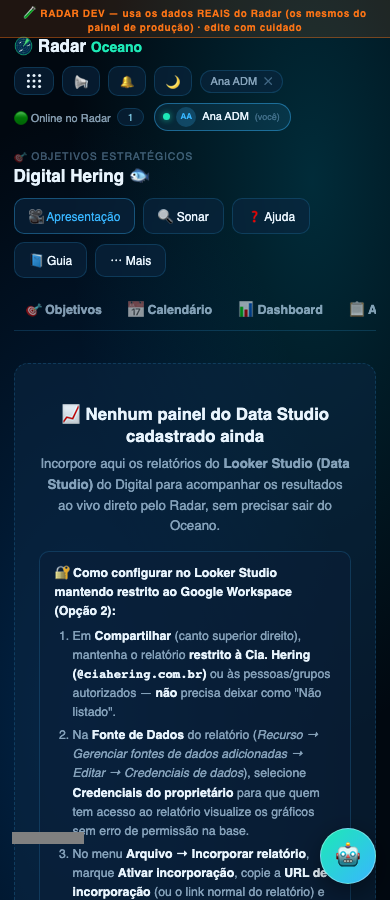 RADAR DEV — usa os dados REAIS do Radar (os mesmos do
painel de produção) · edite com cuidado
Radar Oceano
Ana ADM ✕
Online no Radar 1 AA Ana ADM (você)
OBJETIVOS ESTRATÉGICOS
Digital Hering
Apresentação Sonar ? Ajuda
Guia ··· Mais
Objetivos Calendário Dashboard A
Nenhum painel do Data Studio
cadastrado ainda
Incorpore aqui os relatórios do Looker Studio (Data
Studio) do Digital para acompanhar os resultados
ao vivo direto pelo Radar, sem precisar sair do
Oceano.
Como configurar no Looker Studio
mantendo restrito ao Google Workspace
(Opção 2):
1. Em Compartilhar (canto superior direito),
mantenha o relatório restrito à Cia. Hering
(@ciahering.com.br) ou às pessoas/grupos
autorizados — não precisa deixar como "Não
listado".
2. Na Fonte de Dados do relatório (Recurso →
Gerenciar fontes de dados adicionadas →
Editar → Credenciais de dados), selecione
Credenciais do proprietário para que quem
tem acesso ao relatório visualize os gráficos
sem erro de permissão na base.
3. No menu Arquivo → Incorporar relatório,
marque Ativar incorporação, copie a URL de
incorporação (ou o link normal do relatório) e